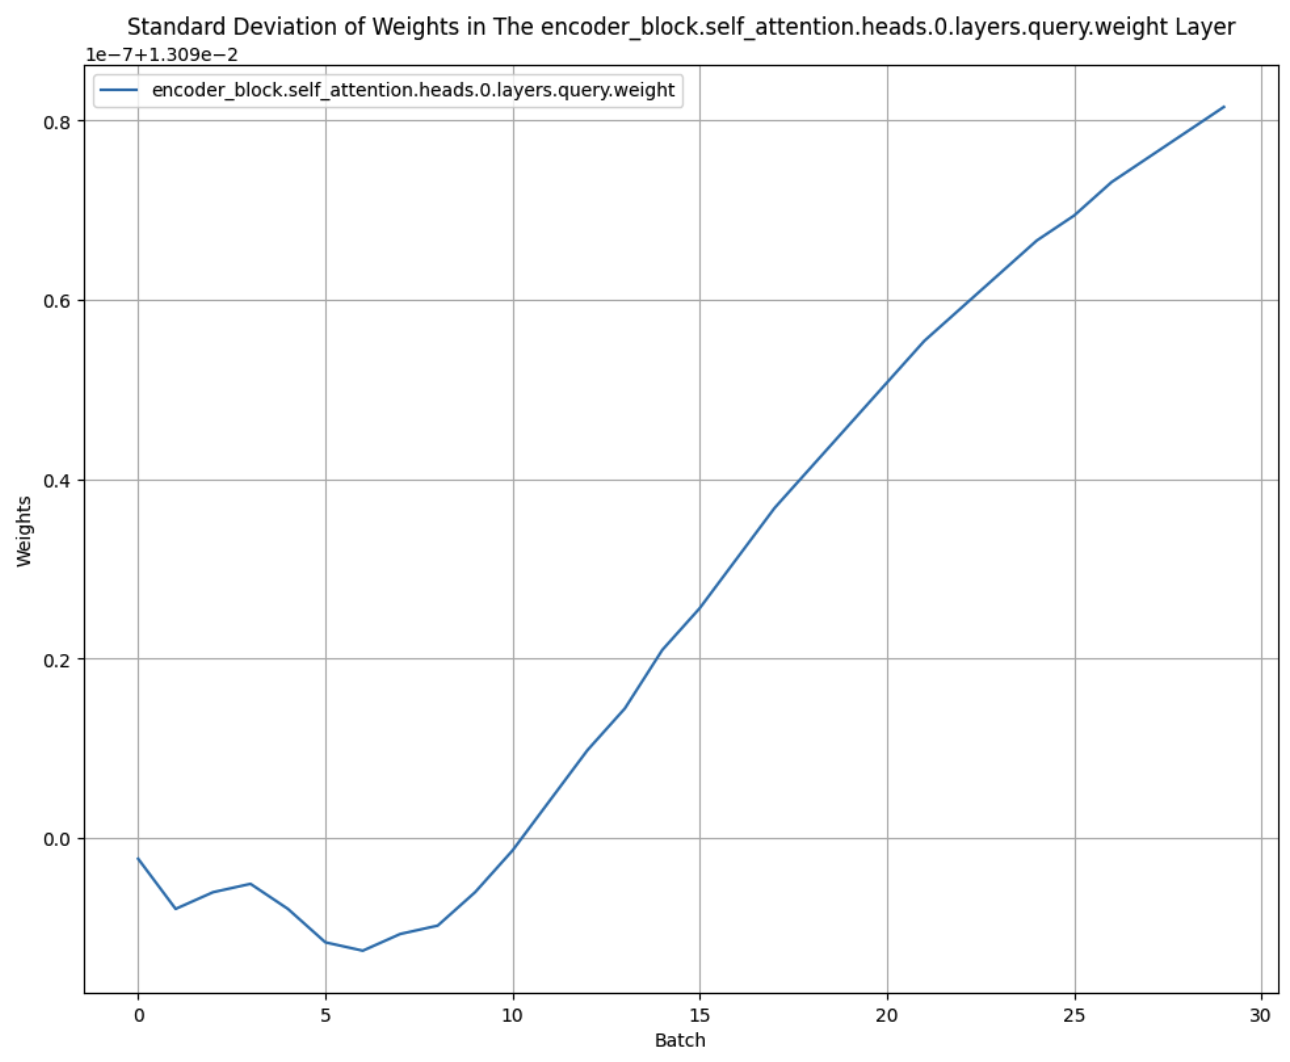 Standard Deviation of Weights in The encoder_block.self_attention.heads.0.layers.query.weight Layer
1e−7+1.309e−2
encoder_block.self_attention.heads.0.layers.query.weight
0.8
0.6
0.4
0.2
0.0
Weights
0 5 10 15 20 25 30
Batch